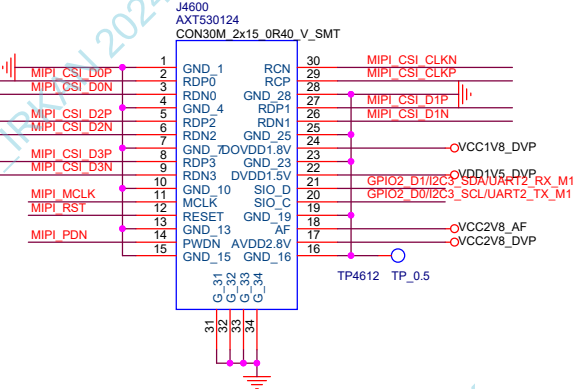 J4600
AXT530124
CON30M_2x15_0R40_V_SMT
IRKAN 202
1 GND_1 RCN 30 MIPI_CSI_CLKN
MIPI_CSI_D0P 2 RDP0 RCP 29 MIPI_CSI_CLKP
MIPI_CSI_D0N 3 RDN0 GND_28 28
4 GND_4 RDP1 27 MIPI_CSI_D1P
MIPI_CSI_D2P 5 RDP2 RDN1 26 MIPI_CSI_D1N
MIPI_CSI_D2N 6 RDN2 GND_25 25
7 GND_7 DOVDD1.8V 24 VCC1V8_DVP
MIPI_CSI_D3P 8 RDP3 GND_23 23
MIPI_CSI_D3N 9 RDN3 DVDD1.5V 22 VDD1V5_DVP
10 GND_10 SIO_D 21 GPIO2_D1/I2C3_SDA/UART2_RX_M1
MIPI_MCLK 11 MCLK SIO_C 20 GPIO2_D0/I2C3_SCL/UART2_TX_M1
MIPI_RST 12 RESET GND_19 19
13 GND_13 AF 18 VCC2V8_AF
MIPI_PDN 14 PWDN AVDD2.8V 17 VCC2V8_DVP
15 GND_15 GND_16 16
TP4612 TP_0.5
G_31 G_32 G_33 G_34
31 32 33 34